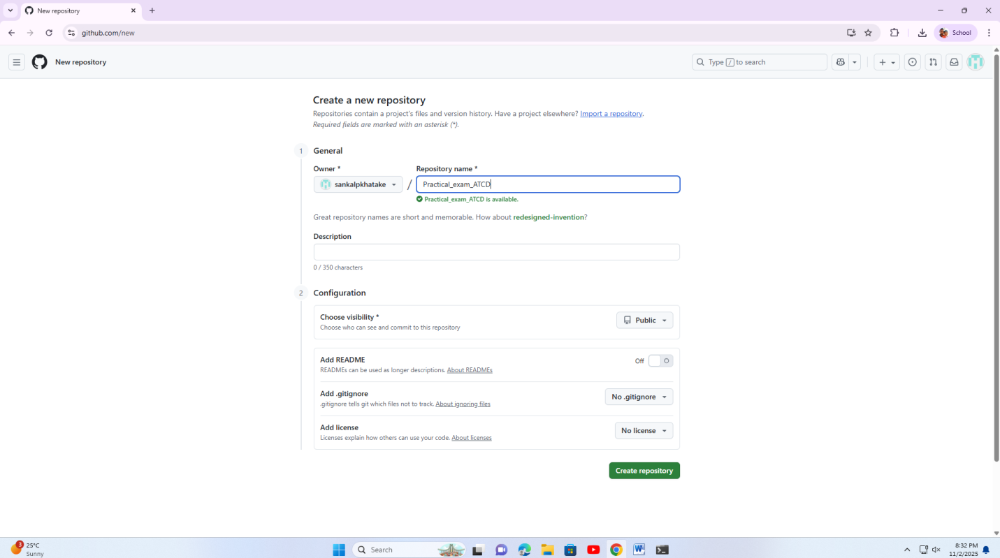 New repository
github.com/new
School
New repository
Type / to search
Create a new repository
Repositories contain a project's files and version history. Have a project elsewhere? Import a repository.
Required fields are marked with an asterisk (*).
1 General
Owner * Repository name *
sankalpkhatake / Practical_exam_ATCD
Practical_exam_ATCD is available.
Great repository names are short and memorable. How about redesigned-invention?
Description
0 / 350 characters
2 Configuration
Choose visibility *
Choose who can see and commit to this repository
Public
Add README
READMEs can be used as longer descriptions. About READMEs
Off
Add .gitignore
.gitignore tells git which files not to track. About ignoring files
No .gitignore
Add license
Licenses explain how others can use your code. About licenses
No license
Create repository
3
25°C
Sunny
Search
8:32 PM
11/2/2025